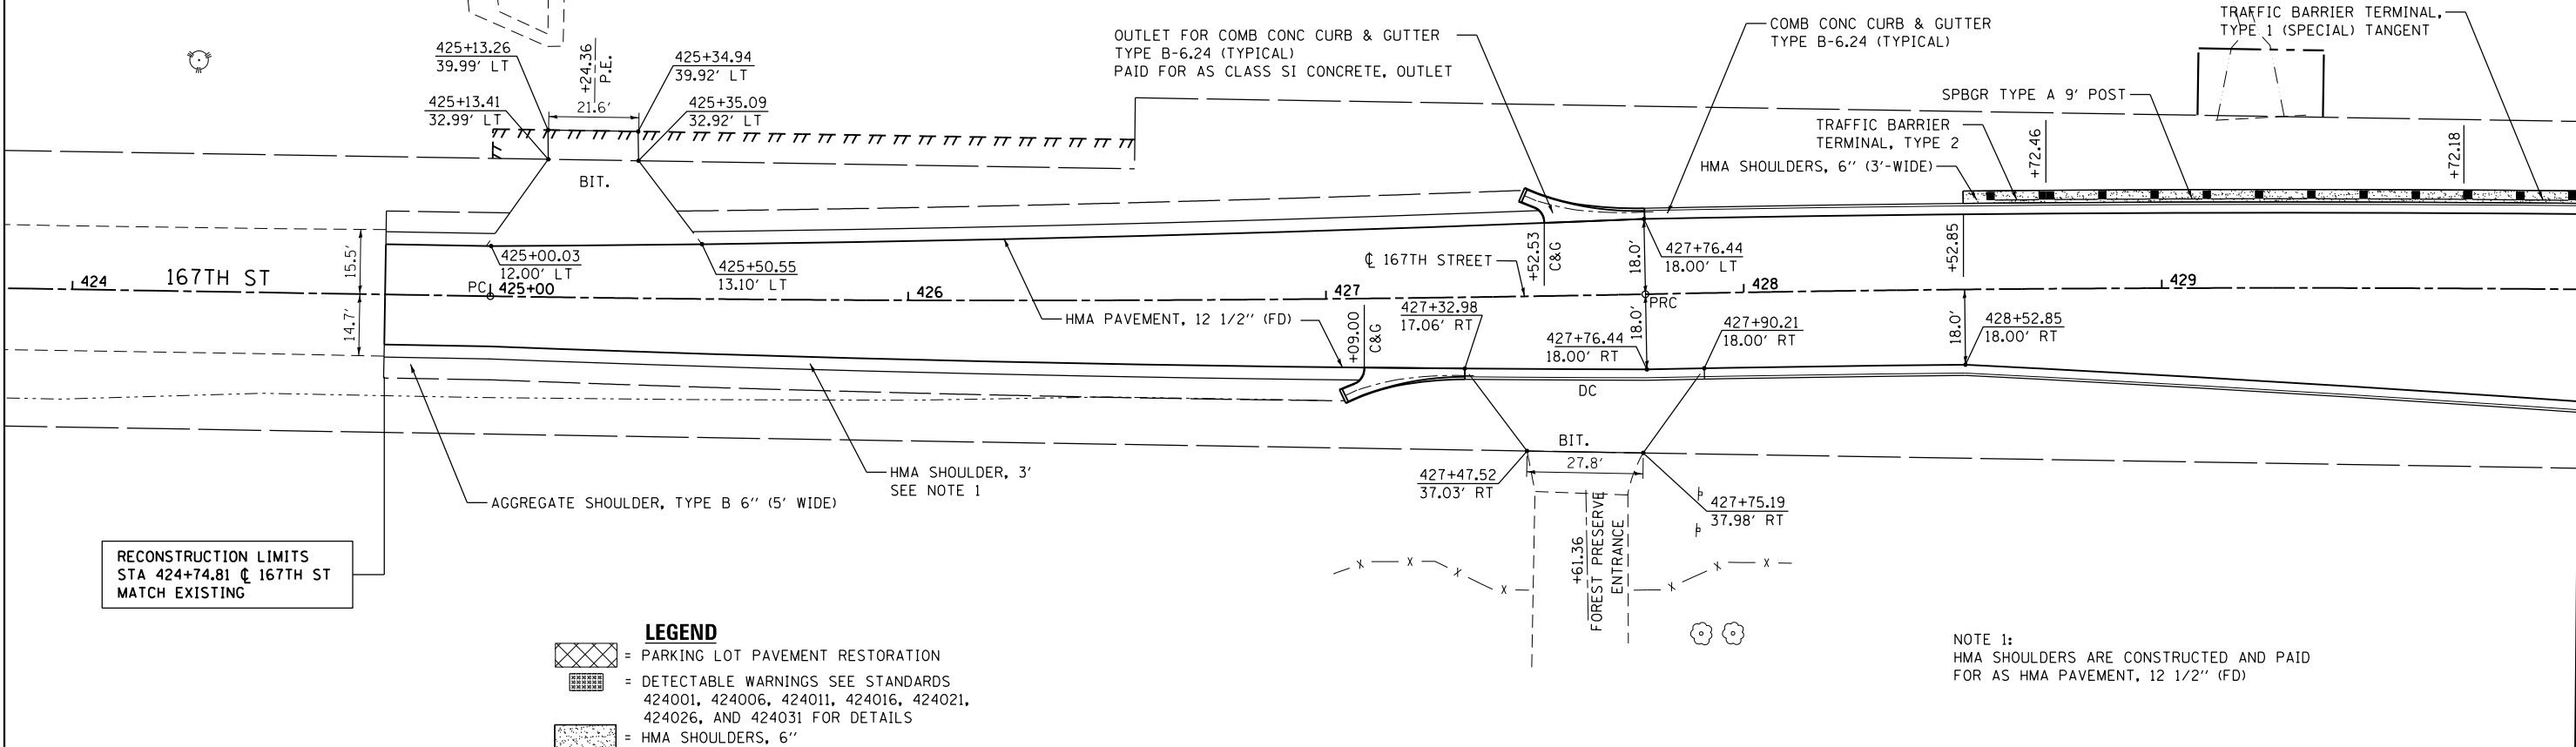 OUTLET FOR COMB CONC CURB & GUTTER
TYPE B-6.24 (TYPICAL)
PAID FOR AS CLASS SI CONCRETE, OUTLET
COMB CONC CURB & GUTTER
TYPE B-6.24 (TYPICAL)
TRAFFIC BARRIER TERMINAL,
TYPE 1 (SPECIAL) TANGENT
425+13.26
39.99' LT
+24.36
P.E.
425+34.94
39.92' LT
425+13.41
32.99' LT
21.6'
425+35.09
32.92' LT
SPBGR TYPE A 9' POST
TRAFFIC BARRIER
TERMINAL, TYPE 2
HMA SHOULDERS, 6" (3'-WIDE)
+72.46
+72.18
BIT.
15.5'
425+00.03
12.00' LT
425+50.55
13.10' LT
℄ 167TH STREET
+52.53
C&G
18.0'
427+76.44
18.00' LT
+52.85
424
167TH ST
PC
425+00
426
427
428
429
PRC
14.7'
HMA PAVEMENT, 12 1/2" (FD)
+09.00
C&G
427+32.98
17.06' RT
18.0'
427+76.44
18.00' RT
427+90.21
18.00' RT
18.0'
428+52.85
18.00' RT
DC
BIT.
27.8'
427+47.52
37.03' RT
427+75.19
37.98' RT
HMA SHOULDER, 3'
SEE NOTE 1
AGGREGATE SHOULDER, TYPE B 6" (5' WIDE)
+61.36
FOREST PRESERVE
ENTRANCE
RECONSTRUCTION LIMITS
STA 424+74.81 ℄ 167TH ST
MATCH EXISTING
LEGEND
= PARKING LOT PAVEMENT RESTORATION
= DETECTABLE WARNINGS SEE STANDARDS
424001, 424006, 424011, 424016, 424021,
424026, AND 424031 FOR DETAILS
= HMA SHOULDERS, 6"
NOTE 1:
HMA SHOULDERS ARE CONSTRUCTED AND PAID
FOR AS HMA PAVEMENT, 12 1/2" (FD)